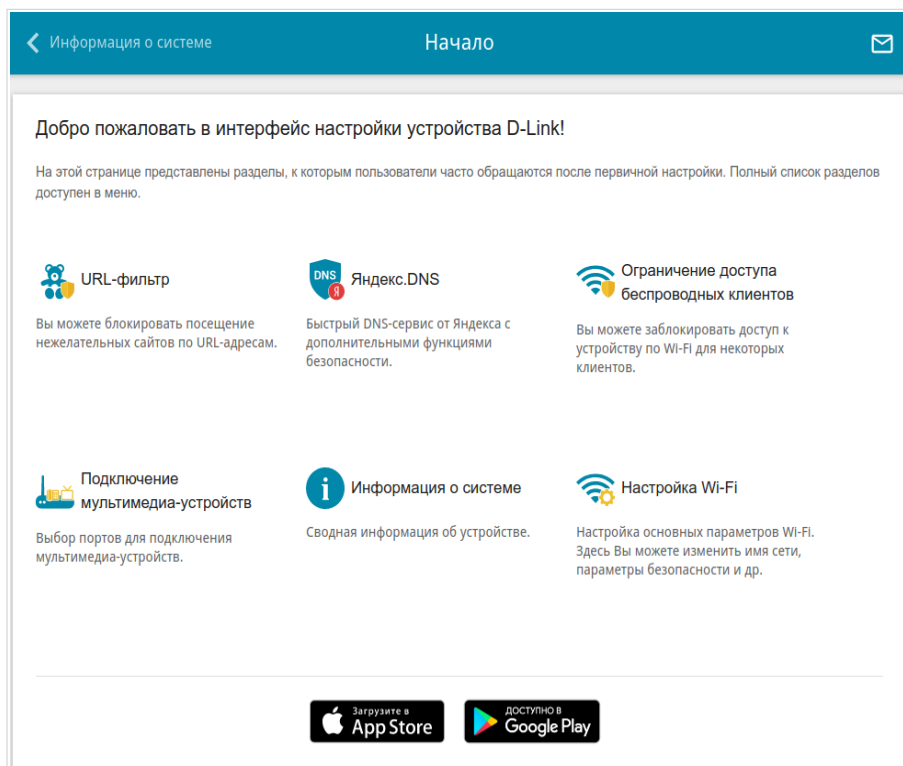 Информация о системе
Начало
Добро пожаловать в интерфейс настройки устройства D-Link!
На этой странице представлены разделы, к которым пользователи часто обращаются после первичной настройки. Полный список разделов
доступен в меню.
URL-фильтр
Вы можете блокировать посещение
нежелательных сайтов по URL-адресам.
DNS
Я
Яндекс.DNS
Быстрый DNS-сервис от Яндекса с
дополнительными функциями
безопасности.
Ограничение доступа
беспроводных клиентов
Вы можете заблокировать доступ к
устройству по Wi-Fi для некоторых
клиентов.
Подключение
мультимедиа-устройств
Выбор портов для подключения
мультимедиа-устройств.
i
Информация о системе
Сводная информация об устройстве.
Настройка Wi-Fi
Настройка основных параметров Wi-Fi.
Здесь Вы можете изменить имя сети,
параметры безопасности и др.
Загрузите в
App Store
ДОСТУПНО В
Google Play